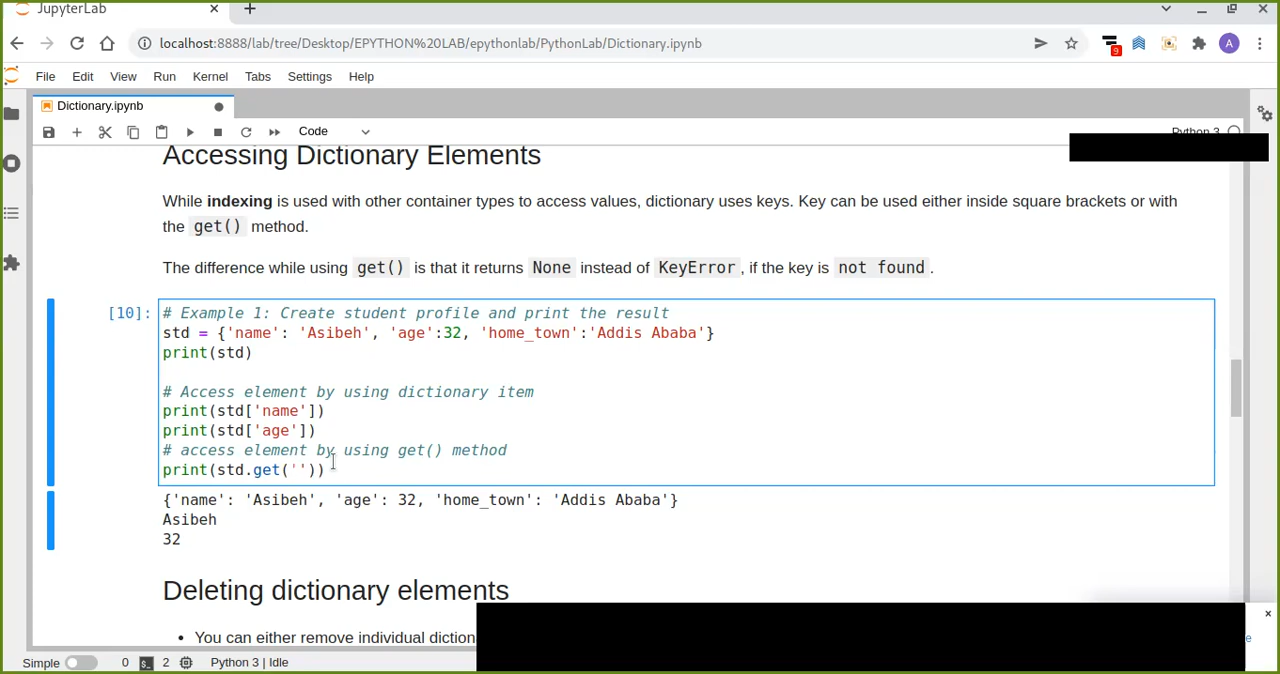 JupyterLab
localhost:8888/lab/tree/Desktop/EPYTHON%20LAB/epythonlab/PythonLab/Dictionary.ipynb
9
A
File Edit View Run Kernel Tabs Settings Help
Dictionary.ipynb
Code
Python 3
Accessing Dictionary Elements
While indexing is used with other container types to access values, dictionary uses keys. Key can be used either inside square brackets or with
the get() method.
The difference while using get() is that it returns None instead of KeyError , if the key is not found .
[10]:
# Example 1: Create student profile and print the result
std = {'name': 'Asibeh', 'age':32, 'home_town':'Addis Ababa'}
print(std)
# Access element by using dictionary item
print(std['name'])
print(std['age'])
# access element by using get() method
print(std.get(''))
{'name': 'Asibeh', 'age': 32, 'home_town': 'Addis Ababa'}
Asibeh
32
Deleting dictionary elements
• You can either remove individual diction
Simple 0 $_ 2 Python 3 | Idle